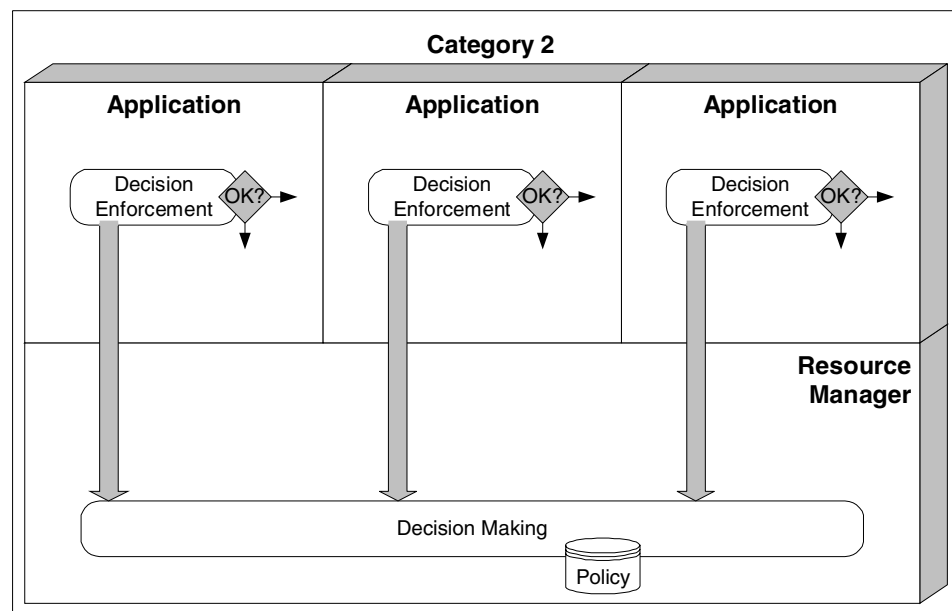 Category 2
Application
Application
Application
Decision
Enforcement
OK?
Decision
Enforcement
OK?
Decision
Enforcement
OK?
Resource
Manager
Decision Making
Policy